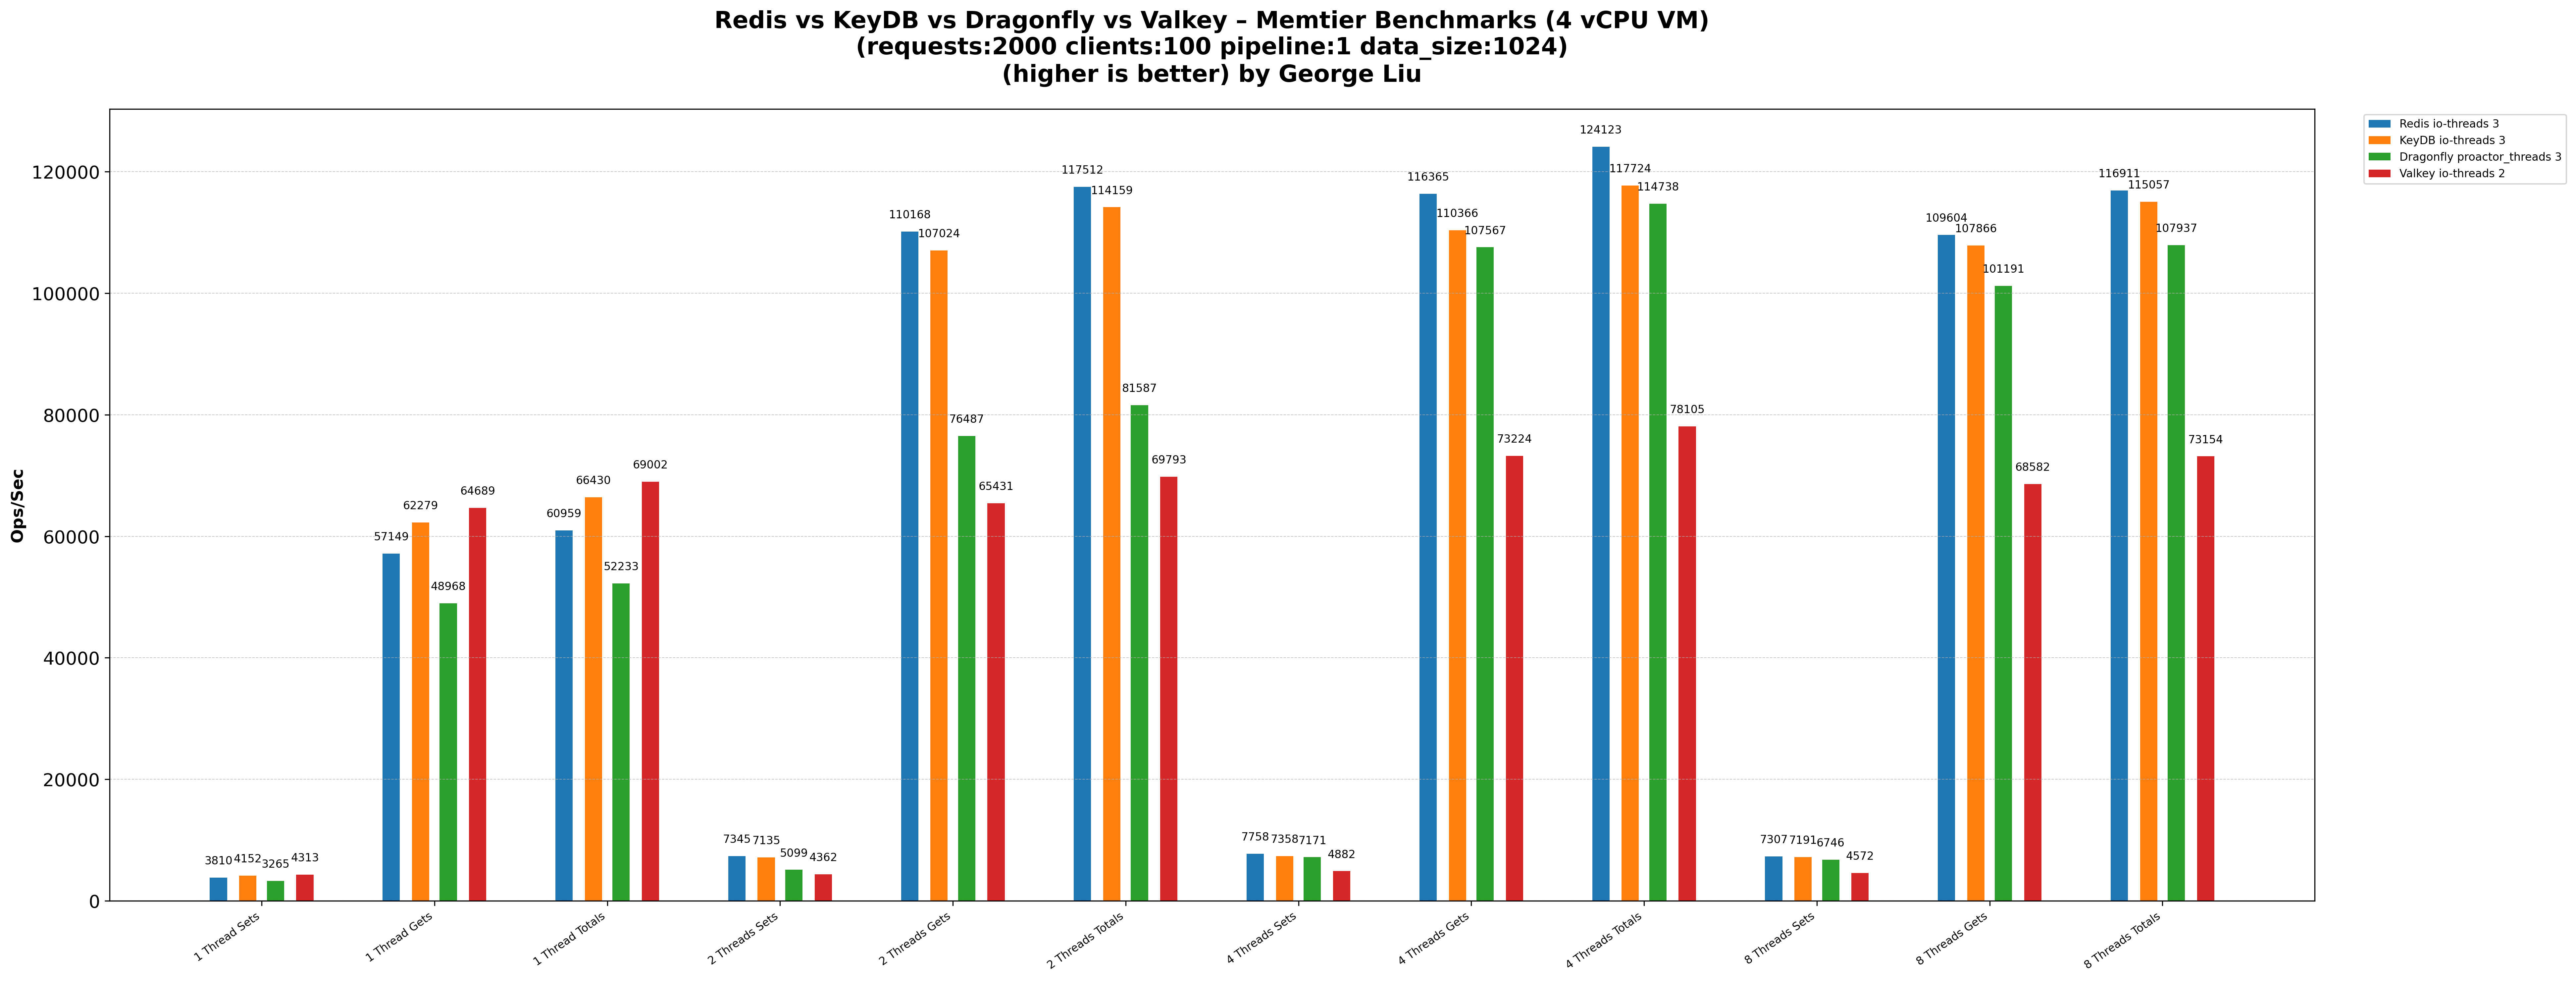 Redis vs KeyDB vs Dragonfly vs Valkey – Memtier Benchmarks (4 vCPU VM)
(requests:2000 clients:100 pipeline:1 data_size:1024)
(higher is better) by George Liu
Redis io-threads 3
KeyDB io-threads 3
Dragonfly proactor_threads 3
Valkey io-threads 2
Ops/Sec
120000
100000
80000
60000
40000
20000
0
3810 4152 3265 4313
57149 62279 48968 64689
60959 66430 52233 69002
7345 7135 5099 4362
110168 107024 76487 65431
117512 114159 81587 69793
7758 7358 7171 4882
116365 110366 107567 73224
124123 117724 114738 78105
7307 7191 6746 4572
109604 107866 101191 68582
116911 115057 107937 73154
1 Thread Sets
1 Thread Gets
1 Thread Totals
2 Threads Sets
2 Threads Gets
2 Threads Totals
4 Threads Sets
4 Threads Gets
4 Threads Totals
8 Threads Sets
8 Threads Gets
8 Threads Totals